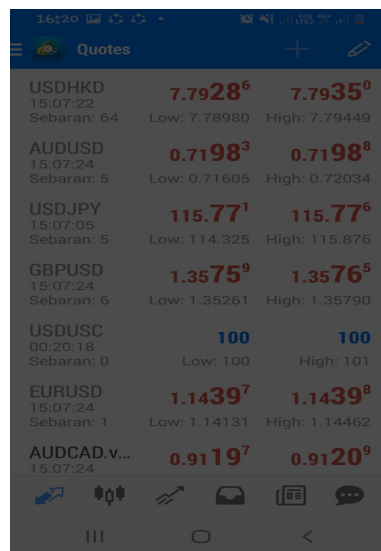 16:20
Quotes
USDHKD 7.79286 7.79350
15:07:22
Sebaran: 64 Low: 7.78980 High: 7.79449
AUDUSD 0.71983 0.71988
15:07:24
Sebaran: 5 Low: 0.71605 High: 0.72034
USDJPY 115.771 115.776
15:07:05
Sebaran: 5 Low: 114.325 High: 115.876
GBPUSD 1.35759 1.35765
15:07:24
Sebaran: 6 Low: 1.35261 High: 1.35790
USDUSC 100 100
00:20:18
Sebaran: 0 Low: 100 High: 101
EURUSD 1.14397 1.14398
15:07:24
Sebaran: 1 Low: 1.14131 High: 1.14462
AUDCAD.v... 0.91197 0.91209
15:07:24